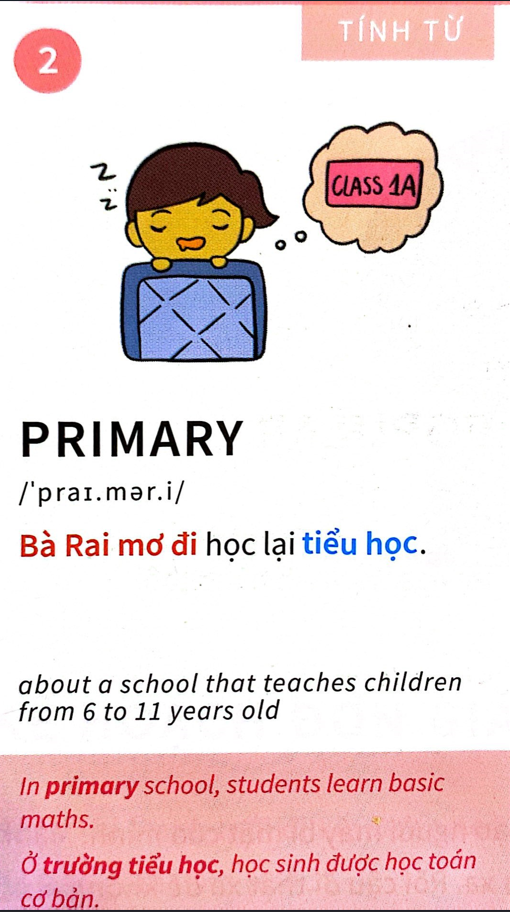 TÍNH TỪ
2
Z
Z
CLASS 1A
PRIMARY
/ˈpraɪ.mər.i/
Bà Rai mơ đi học lại tiểu học.
about a school that teaches children
from 6 to 11 years old
In primary school, students learn basic
maths.
Ở trường tiểu học, học sinh được học toán
cơ bản.